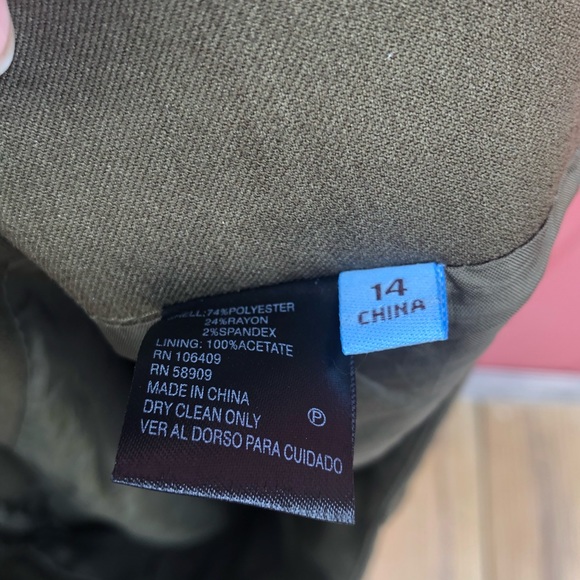 14
CHINA
SHELL:74%POLYESTER
24%RAYON
2%SPANDEX
LINING: 100%ACETATE
RN 106409
RN 58909
MADE IN CHINA
DRY CLEAN ONLY
P
VER AL DORSO PARA CUIDADO